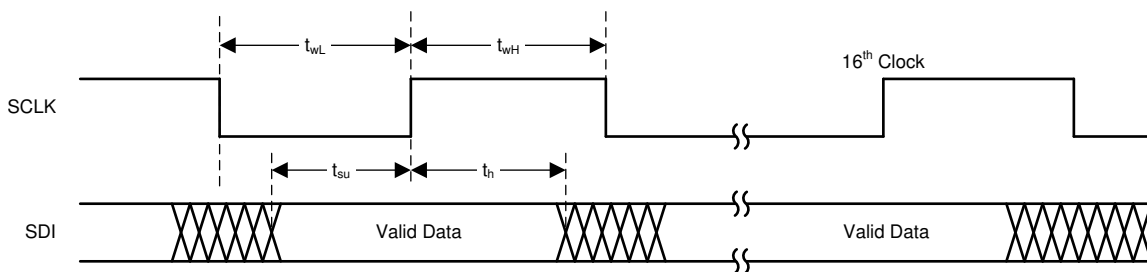 t_wL
t_wH
16th Clock
SCLK
t_su
t_h
SDI
Valid Data
Valid Data